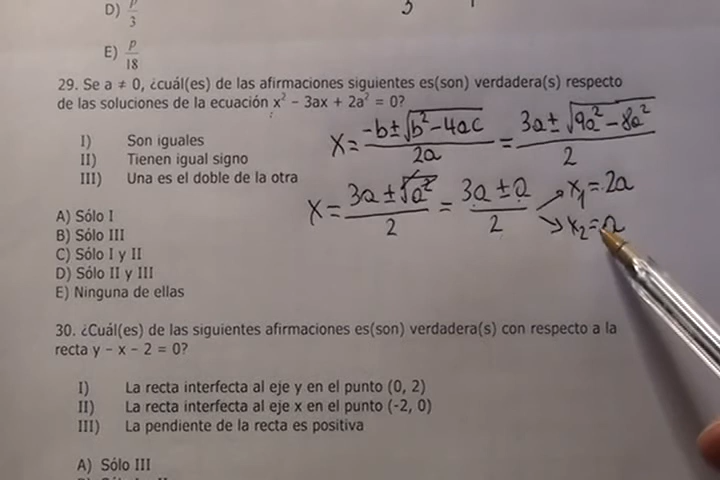 D) p/3
E) p/18
29. Se a ≠ 0, ¿cuál(es) de las afirmaciones siguientes es(son) verdadera(s) respecto
de las soluciones de la ecuación x² - 3ax + 2a² = 0?
I) Son iguales
II) Tienen igual signo
III) Una es el doble de la otra
x = (-b ± √(b² - 4ac))/2a = (3a ± √(9a² - 8a²))/2
x = (3a ± √a²)/2 = (3a ± a)/2 ↗ x₁ = 2a
↘ x₂ = a
A) Sólo I
B) Sólo III
C) Sólo I y II
D) Sólo II y III
E) Ninguna de ellas
30. ¿Cuál(es) de las siguientes afirmaciones es(son) verdadera(s) con respecto a la
recta y - x - 2 = 0?
I) La recta interfecta al eje y en el punto (0, 2)
II) La recta interfecta al eje x en el punto (-2, 0)
III) La pendiente de la recta es positiva
A) Sólo III